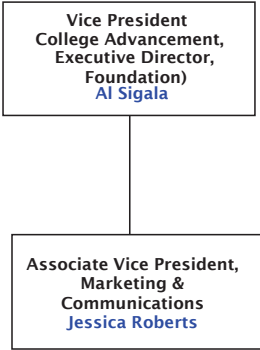 Vice President
College Advancement,
Executive Director,
Foundation)
Al Sigala
Associate Vice President,
Marketing &
Communications
Jessica Roberts